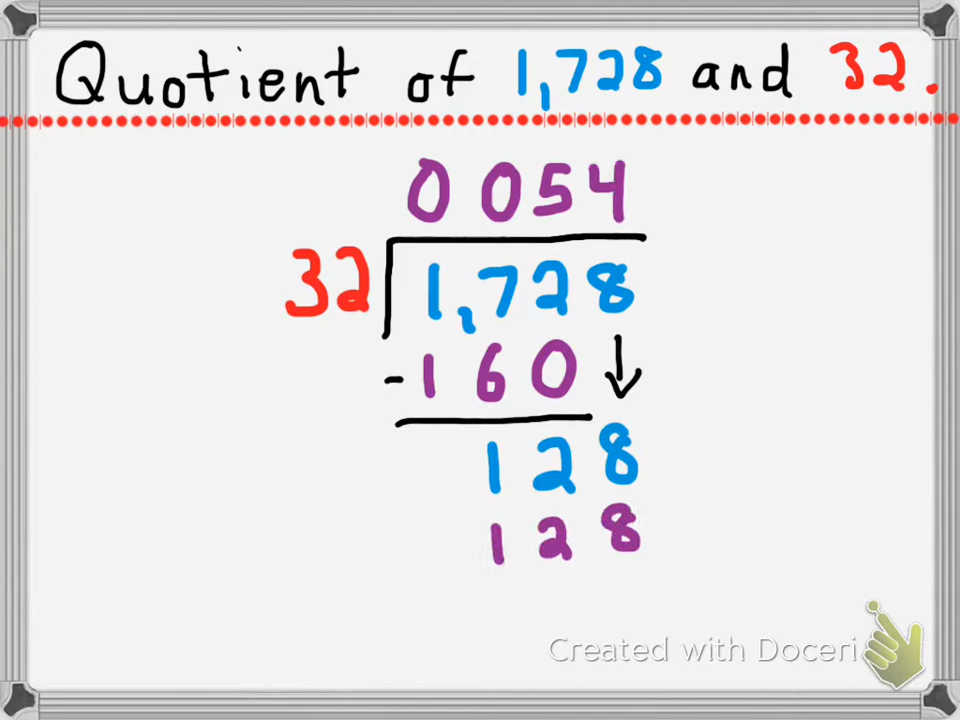 Quotient of 1,728 and 32.
0054
32 1,728
-160
128
128
Created with Doceri